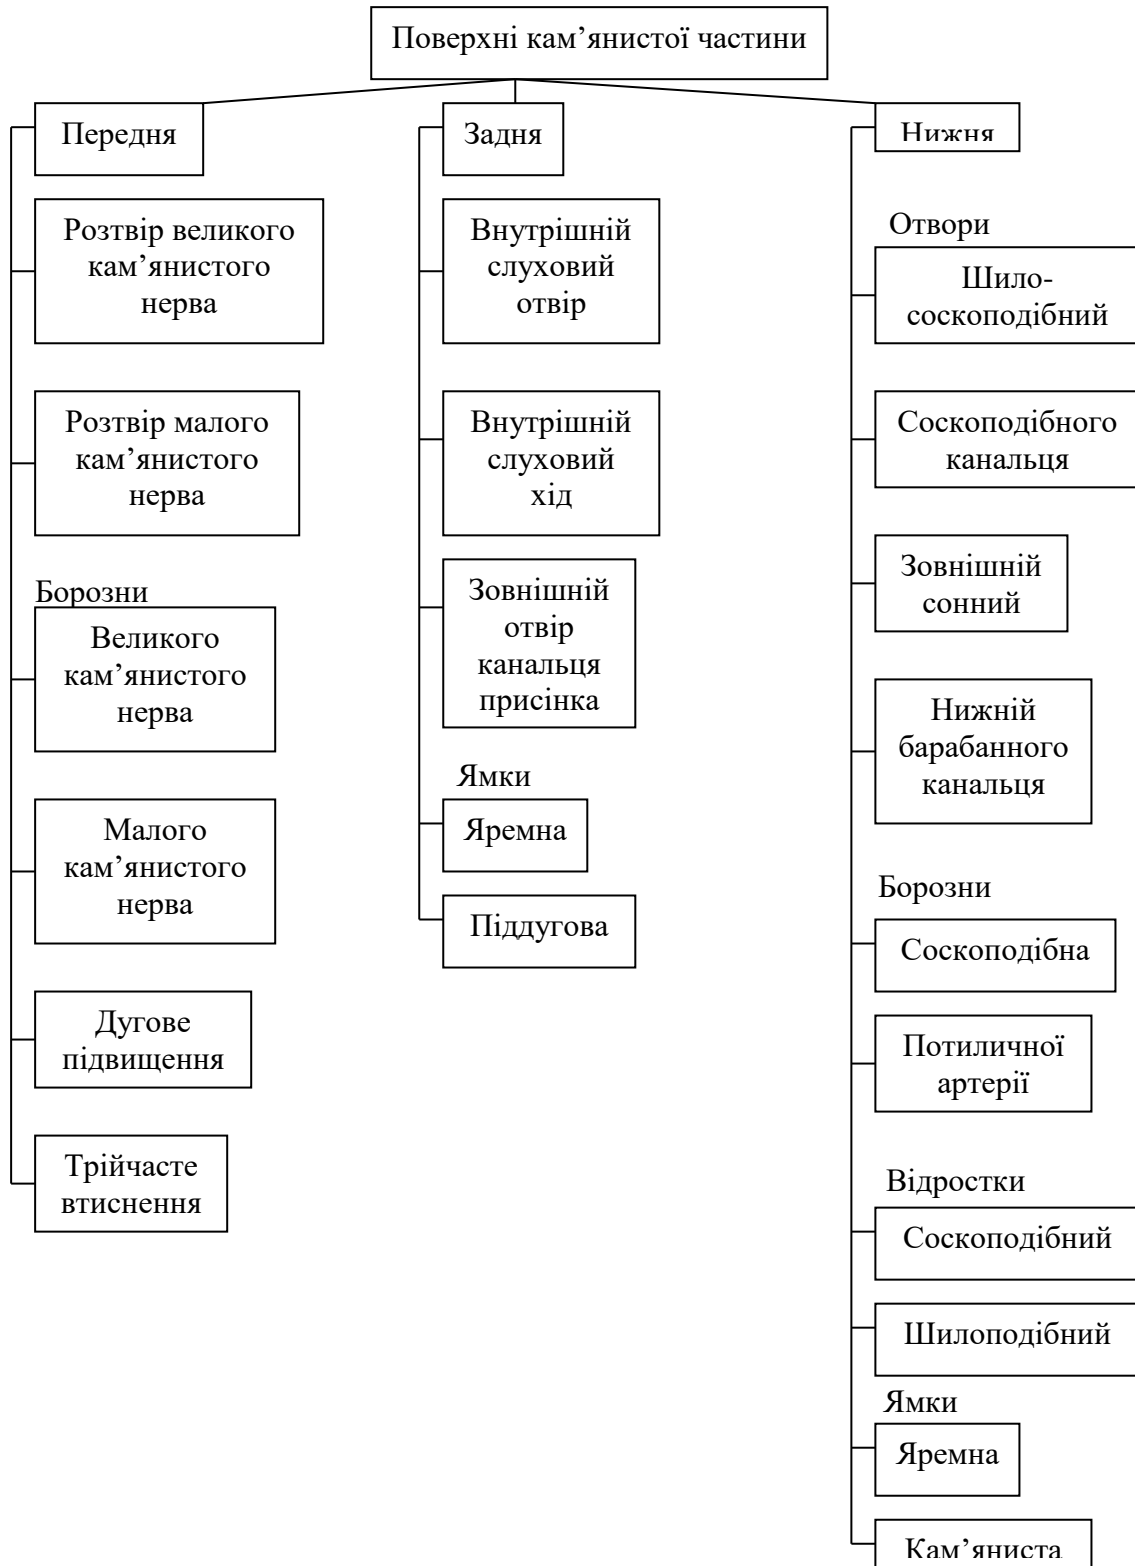 Поверхні кам’янистої частини
Передня
Розтвір великого
кам’янистого
нерва
Розтвір малого
кам’янистого
нерва
Борозни
Великого
кам’янистого
нерва
Малого
кам’янистого
нерва
Дугове
підвищення
Трійчасте
втиснення
Задня
Внутрішній
слуховий
отвір
Внутрішній
слуховий
хід
Зовнішній
отвір
канальця
присінка
Ямки
Яремна
Піддугова
Нижня
Отвори
Шило-
соскоподібний
Соскоподібного
канальця
Зовнішній
сонний
Нижній
барабанного
канальця
Борозни
Соскоподібна
Потиличної
артерії
Відростки
Соскоподібний
Шилоподібний
Ямки
Яремна
Кам’яниста